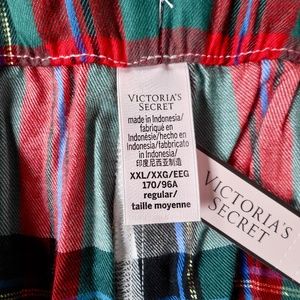 VICTORIA'S
SECRET
made in Indonesia/
fabriqué en
Indonésie/hecho en
Indonesia/fabbricato
in Indonesia/
印度尼西亚制造
XXL/XXG/EEG
170/96A
regular/
taille moyenne
VICTORIA'S
SECRET